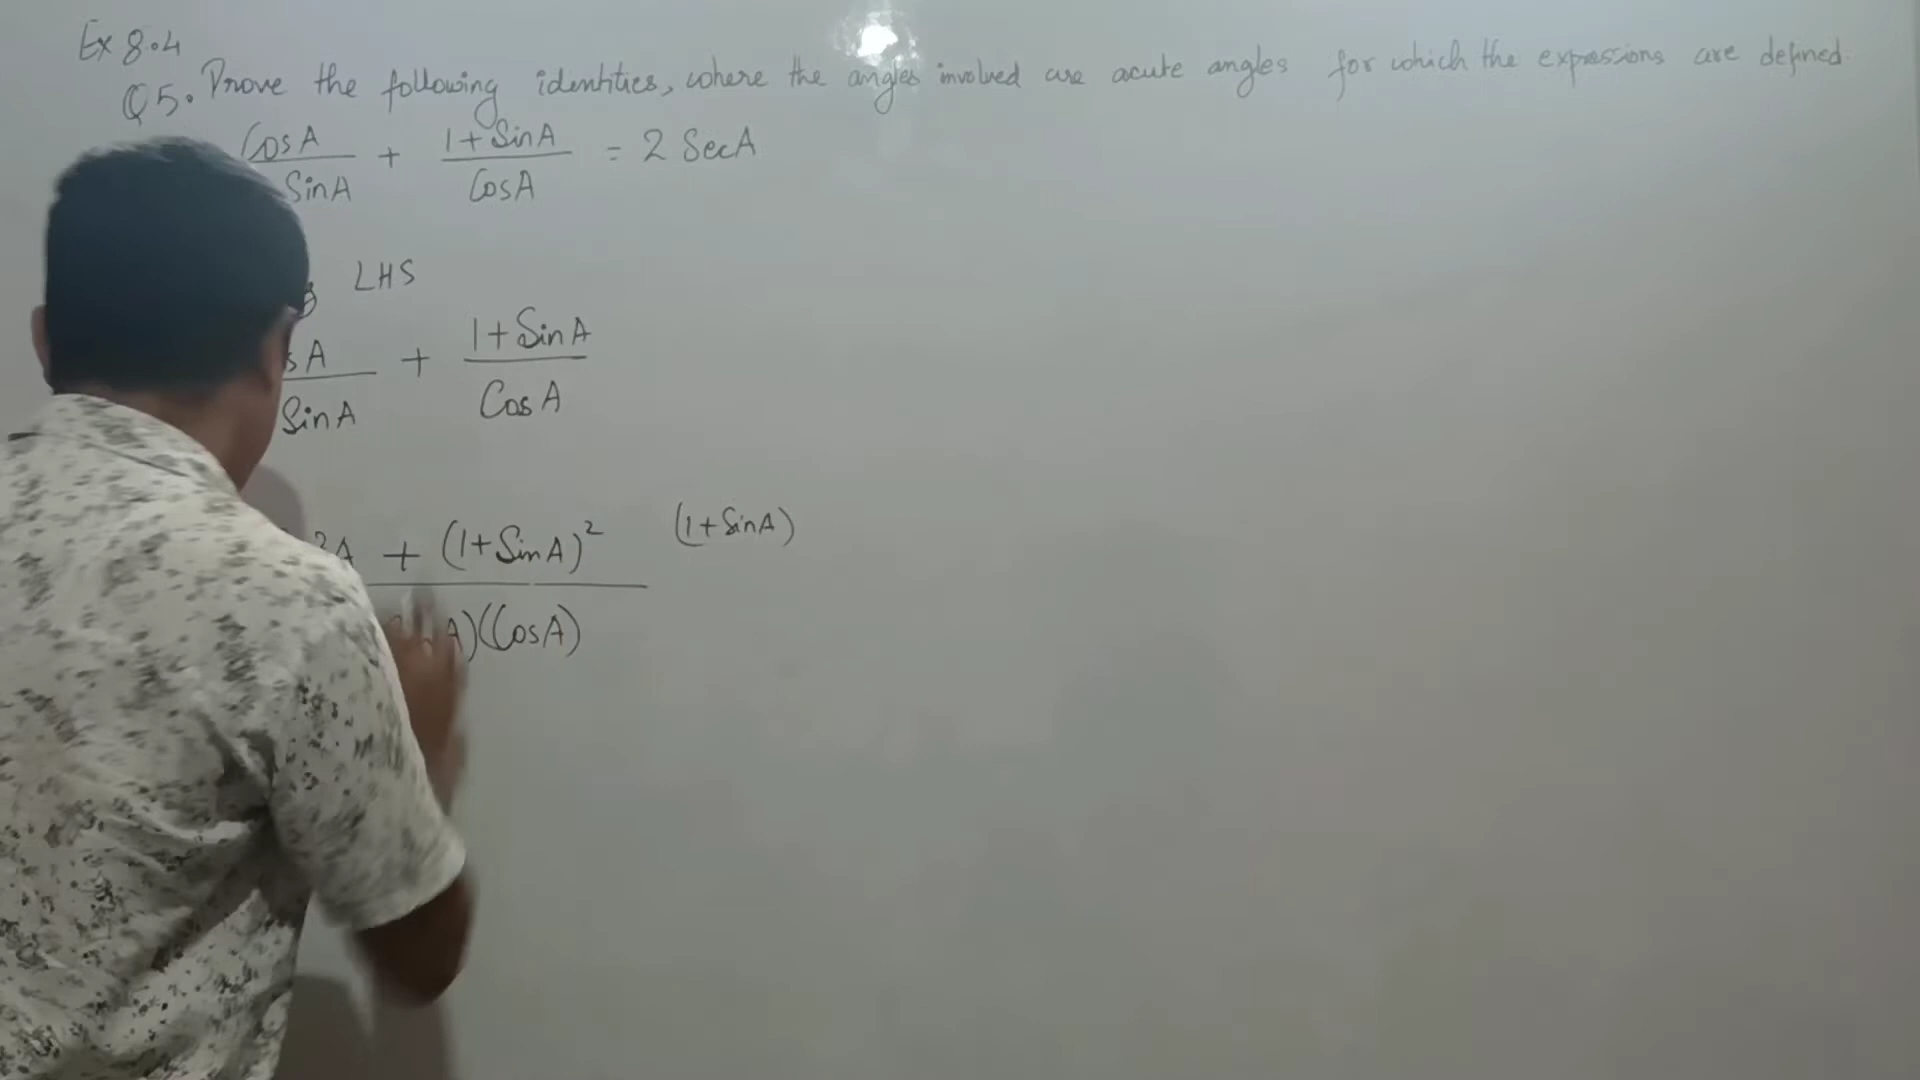 Ex 8.4
Q5. Prove the following identities, where the angles involved are acute angles for which the expressions are defined.
CosA / SinA + 1+SinA / CosA = 2 SecA
LHS
A / SinA + 1+SinA / CosA
²A + (1+SinA)² (1+SinA)
A)(CosA)